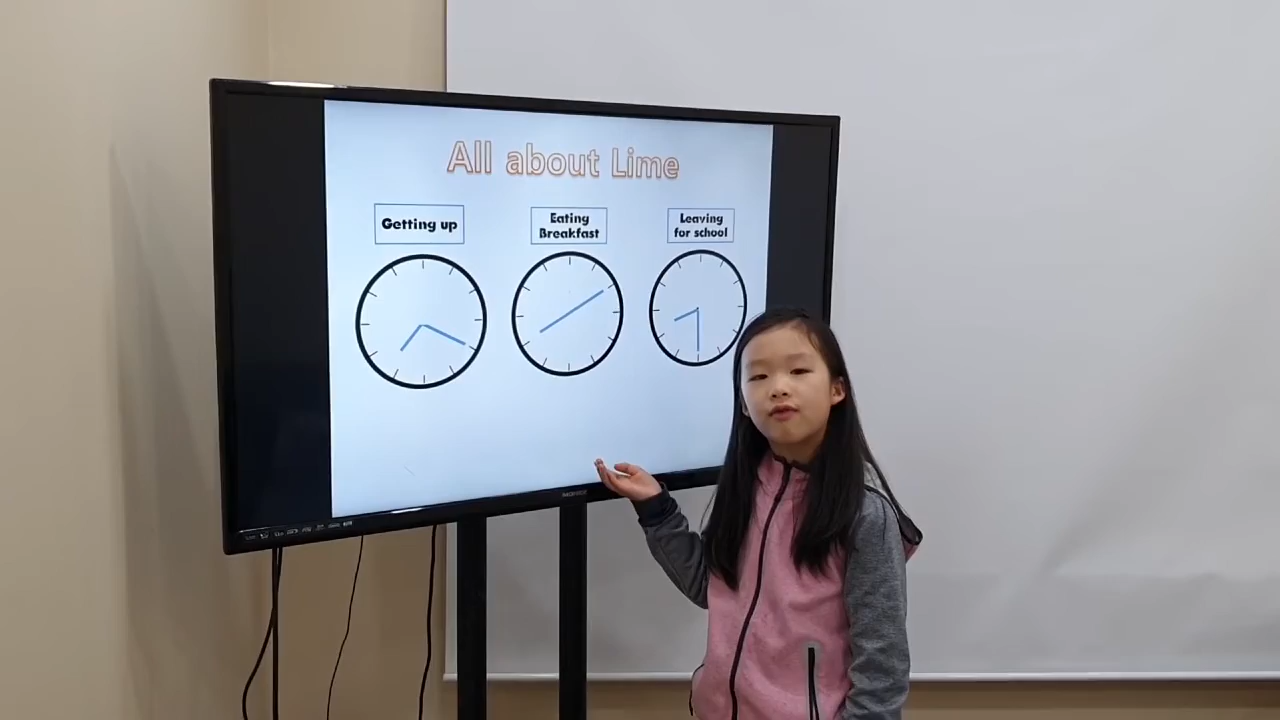 All about Lime
Getting up
Eating
Breakfast
Leaving
for school